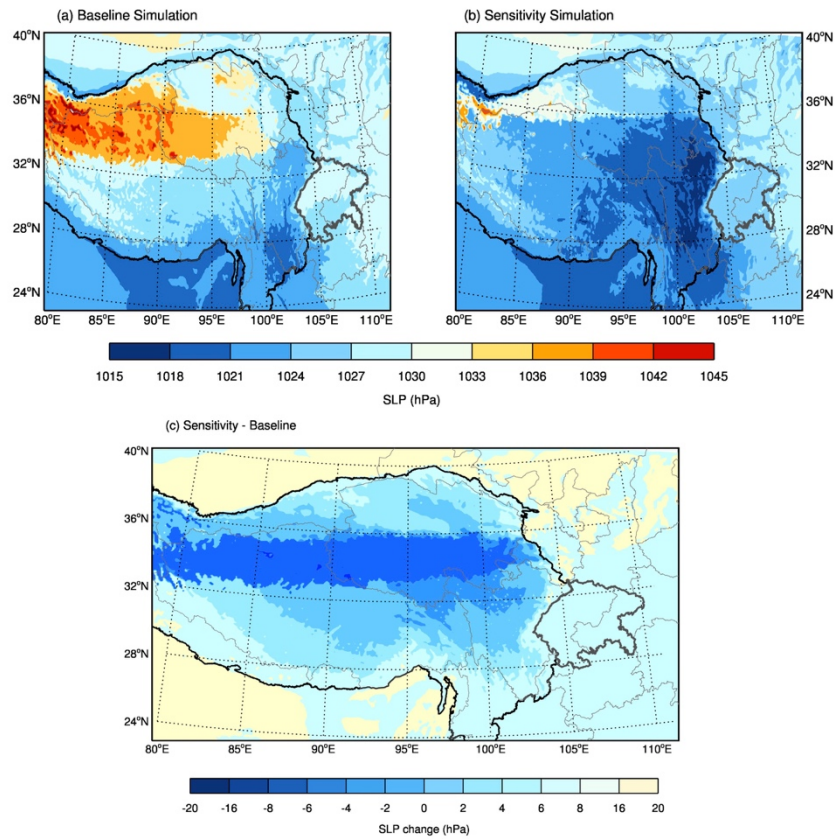 (a) Baseline Simulation
(b) Sensitivity Simulation
40°N
36°N
32°N
28°N
24°N
80°E 85°E 90°E 95°E 100°E 105°E 110°E
40°N
36°N
32°N
28°N
24°N
80°E 85°E 90°E 95°E 100°E 105°E 110°E
1015 1018 1021 1024 1027 1030 1033 1036 1039 1042 1045
SLP (hPa)
(c) Sensitivity - Baseline
40°N
36°N
32°N
28°N
24°N
80°E 85°E 90°E 95°E 100°E 105°E 110°E
-20 -16 -8 -6 -4 -2 0 2 4 6 8 16 20
SLP change (hPa)